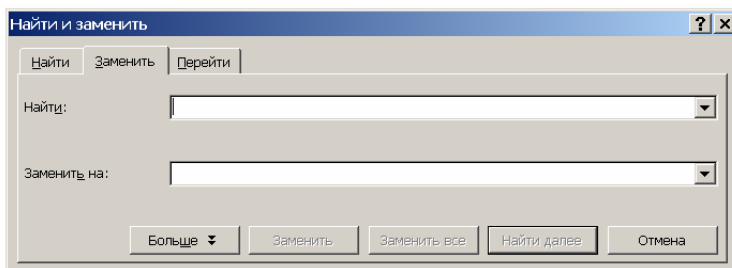 Найти и заменить
Найти Заменить Перейти
Найти:
Заменить на:
Больше Заменить Заменить все Найти далее Отмена